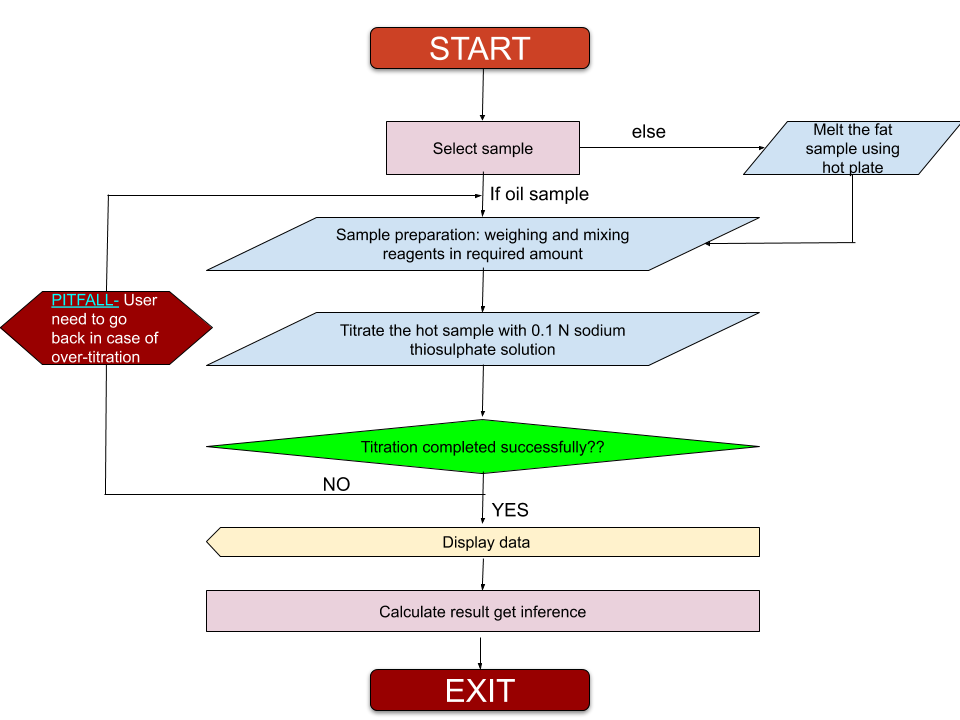 START
Select sample
else
Melt the fat
sample using
hot plate
If oil sample
Sample preparation: weighing and mixing
reagents in required amount
PITFALL- User
need to go
back in case of
over-titration
Titrate the hot sample with 0.1 N sodium
thiosulphate solution
Titration completed successfully??
NO
YES
Display data
Calculate result get inference
EXIT